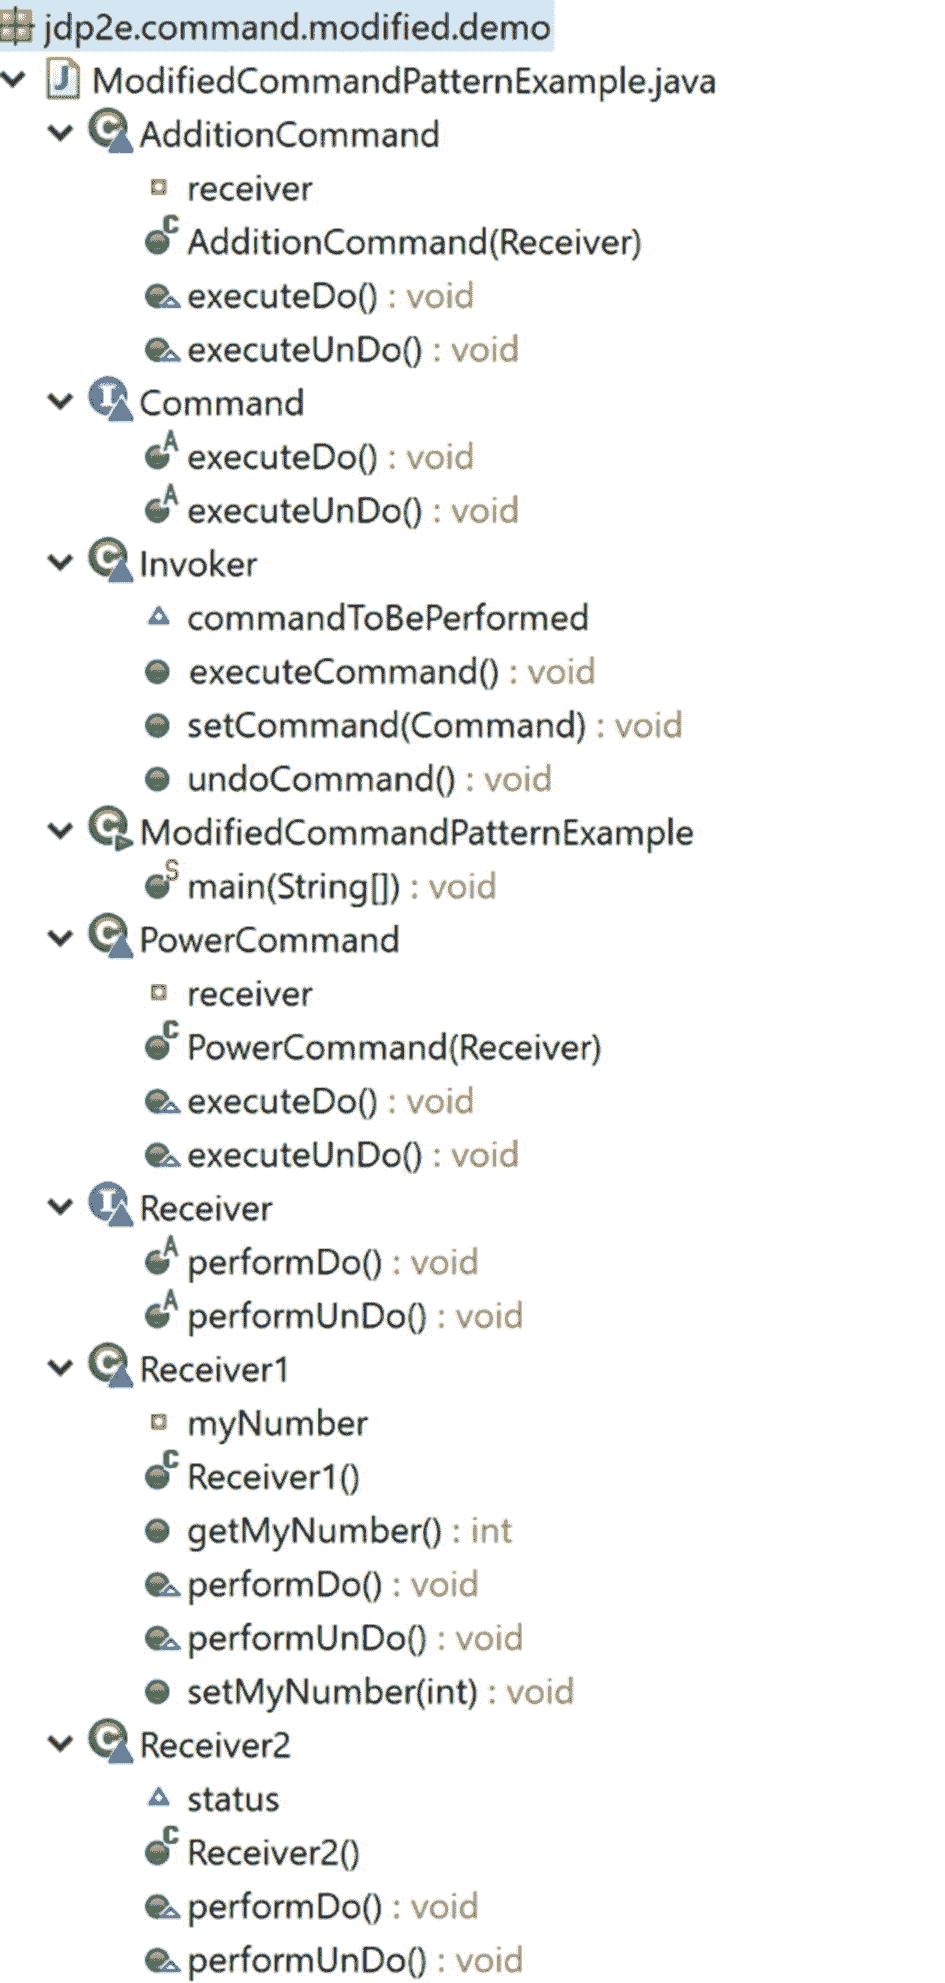 jdp2e.command.modified.demo
ModifiedCommandPatternExample.java
AdditionCommand
receiver
AdditionCommand(Receiver)
executeDo() : void
executeUnDo() : void
Command
executeDo() : void
executeUnDo() : void
Invoker
commandToBePerformed
executeCommand() : void
setCommand(Command) : void
undoCommand() : void
ModifiedCommandPatternExample
main(String[]) : void
PowerCommand
receiver
PowerCommand(Receiver)
executeDo() : void
executeUnDo() : void
Receiver
performDo() : void
performUnDo() : void
Receiver1
myNumber
Receiver1()
getMyNumber() : int
performDo() : void
performUnDo() : void
setMyNumber(int) : void
Receiver2
status
Receiver2()
performDo() : void
performUnDo() : void